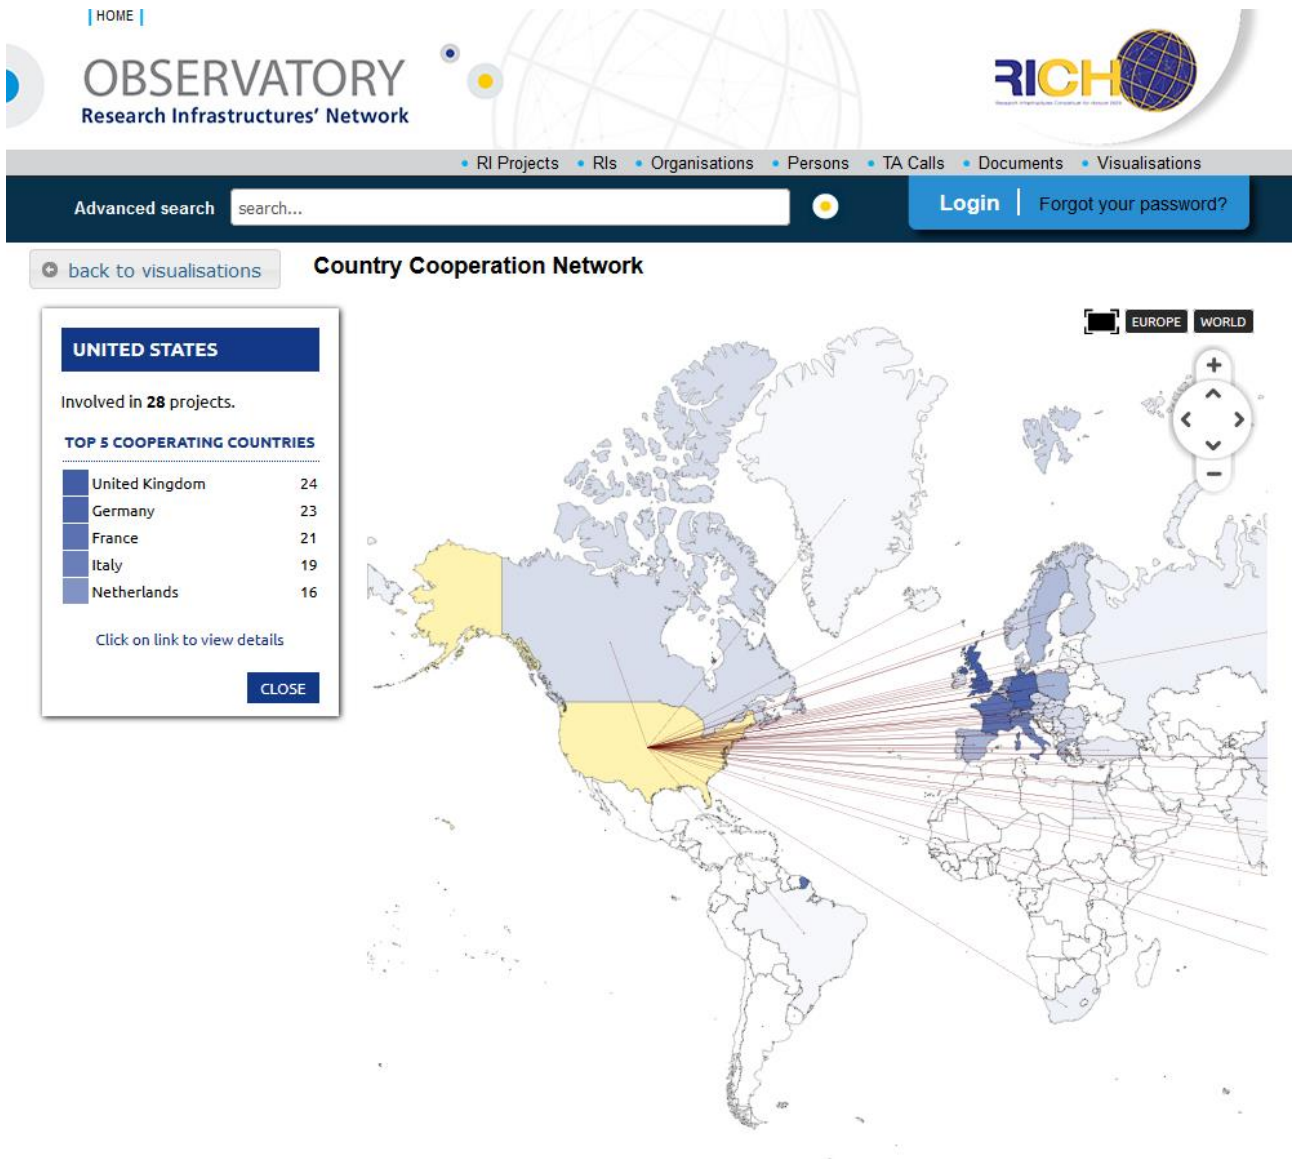 HOME
OBSERVATORY
Research Infrastructures' Network
RICH
RI Projects RIs Organisations Persons TA Calls Documents Visualisations
Advanced search search... Login Forgot your password?
back to visualisations Country Cooperation Network
EUROPE WORLD
UNITED STATES
Involved in 28 projects.
TOP 5 COOPERATING COUNTRIES
United Kingdom 24
Germany 23
France 21
Italy 19
Netherlands 16
Click on link to view details
CLOSE